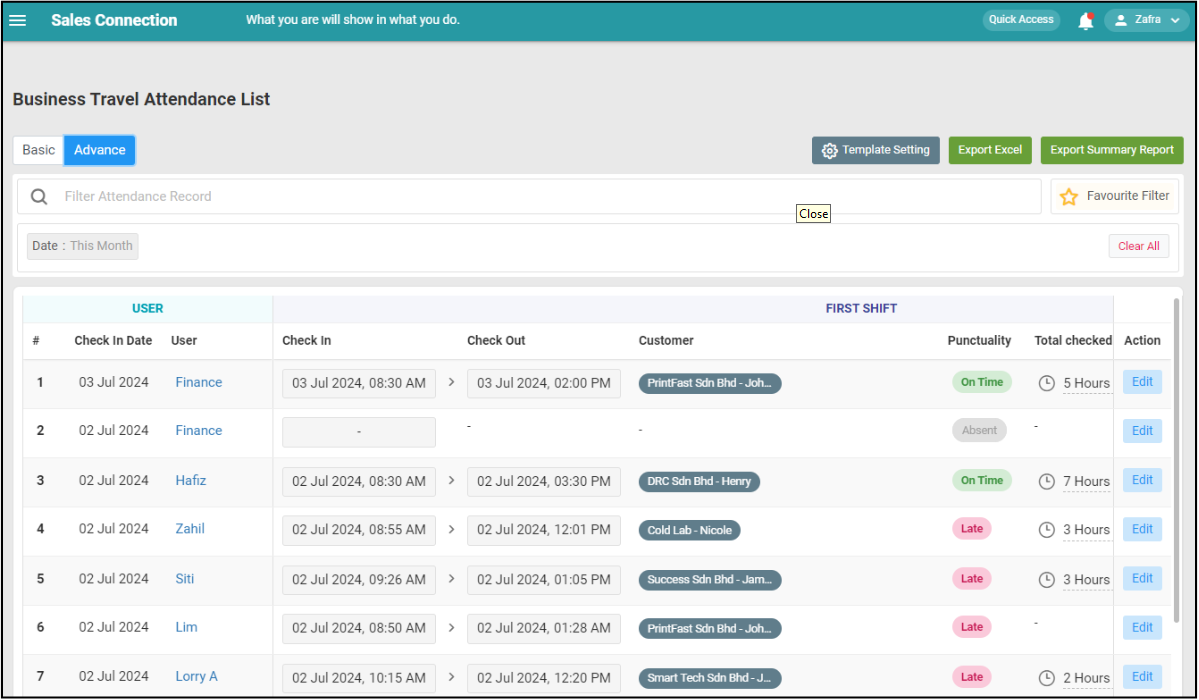 Sales Connection What you are will show in what you do. Quick Access Zafra
Business Travel Attendance List
Basic Advance Template Setting Export Excel Export Summary Report
Filter Attendance Record Favourite Filter
Close
Date : This Month Clear All
USER FIRST SHIFT
# Check In Date User Check In Check Out Customer Punctuality Total checked Action
1 03 Jul 2024 Finance 03 Jul 2024, 08:30 AM > 03 Jul 2024, 02:00 PM PrintFast Sdn Bhd - Joh... On Time 5 Hours Edit
2 02 Jul 2024 Finance - - - Absent - Edit
3 02 Jul 2024 Hafiz 02 Jul 2024, 08:30 AM > 02 Jul 2024, 03:30 PM DRC Sdn Bhd - Henry On Time 7 Hours Edit
4 02 Jul 2024 Zahil 02 Jul 2024, 08:55 AM > 02 Jul 2024, 12:01 PM Cold Lab - Nicole Late 3 Hours Edit
5 02 Jul 2024 Siti 02 Jul 2024, 09:26 AM > 02 Jul 2024, 01:05 PM Success Sdn Bhd - Jam... Late 3 Hours Edit
6 02 Jul 2024 Lim 02 Jul 2024, 08:50 AM > 02 Jul 2024, 01:28 AM PrintFast Sdn Bhd - Joh... Late - Edit
7 02 Jul 2024 Lorry A 02 Jul 2024, 10:15 AM > 02 Jul 2024, 12:20 PM Smart Tech Sdn Bhd - J... Late 2 Hours Edit